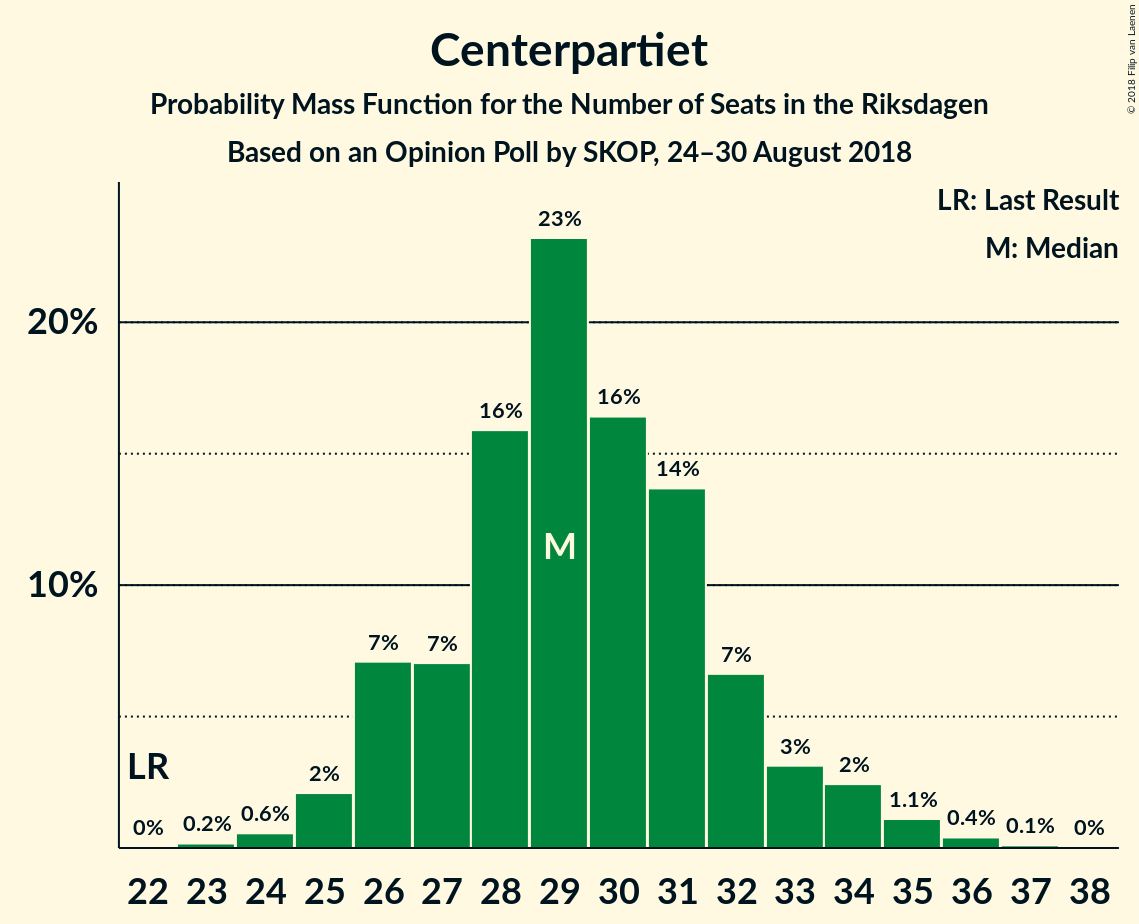 Centerpartiet
Probability Mass Function for the Number of Seats in the Riksdagen
Based on an Opinion Poll by SKOP, 24–30 August 2018
© 2018 Filip van Laenen
LR: Last Result
M: Median
20%
10%
0%
0.2%
0.6%
2%
7%
7%
16%
23%
16%
14%
7%
3%
2%
1.1%
0.4%
0.1%
0%
LR
M
22 23 24 25 26 27 28 29 30 31 32 33 34 35 36 37 38